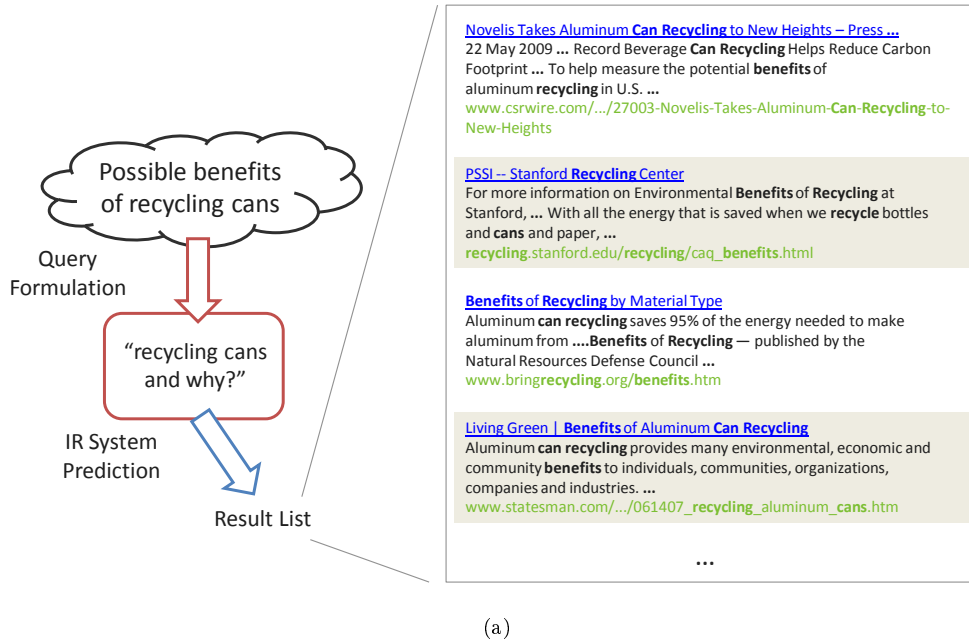 Possible benefits
of recycling cans
Query
Formulation
“recycling cans
and why?”
IR System
Prediction
Result List
Novelis Takes Aluminum Can Recycling to New Heights – Press ...
22 May 2009 ... Record Beverage Can Recycling Helps Reduce Carbon
Footprint ... To help measure the potential benefits of
aluminum recycling in U.S. ...
www.csrwire.com/.../27003-Novelis-Takes-Aluminum-Can-Recycling-to-
New-Heights
PSSI -- Stanford Recycling Center
For more information on Environmental Benefits of Recycling at
Stanford, ... With all the energy that is saved when we recycle bottles
and cans and paper, ...
recycling.stanford.edu/recycling/caq_benefits.html
Benefits of Recycling by Material Type
Aluminum can recycling saves 95% of the energy needed to make
aluminum from ....Benefits of Recycling — published by the
Natural Resources Defense Council ...
www.bringrecycling.org/benefits.htm
Living Green | Benefits of Aluminum Can Recycling
Aluminum can recycling provides many environmental, economic and
community benefits to individuals, communities, organizations,
companies and industries. ...
www.statesman.com/.../061407_recycling_aluminum_cans.htm
...
(a)